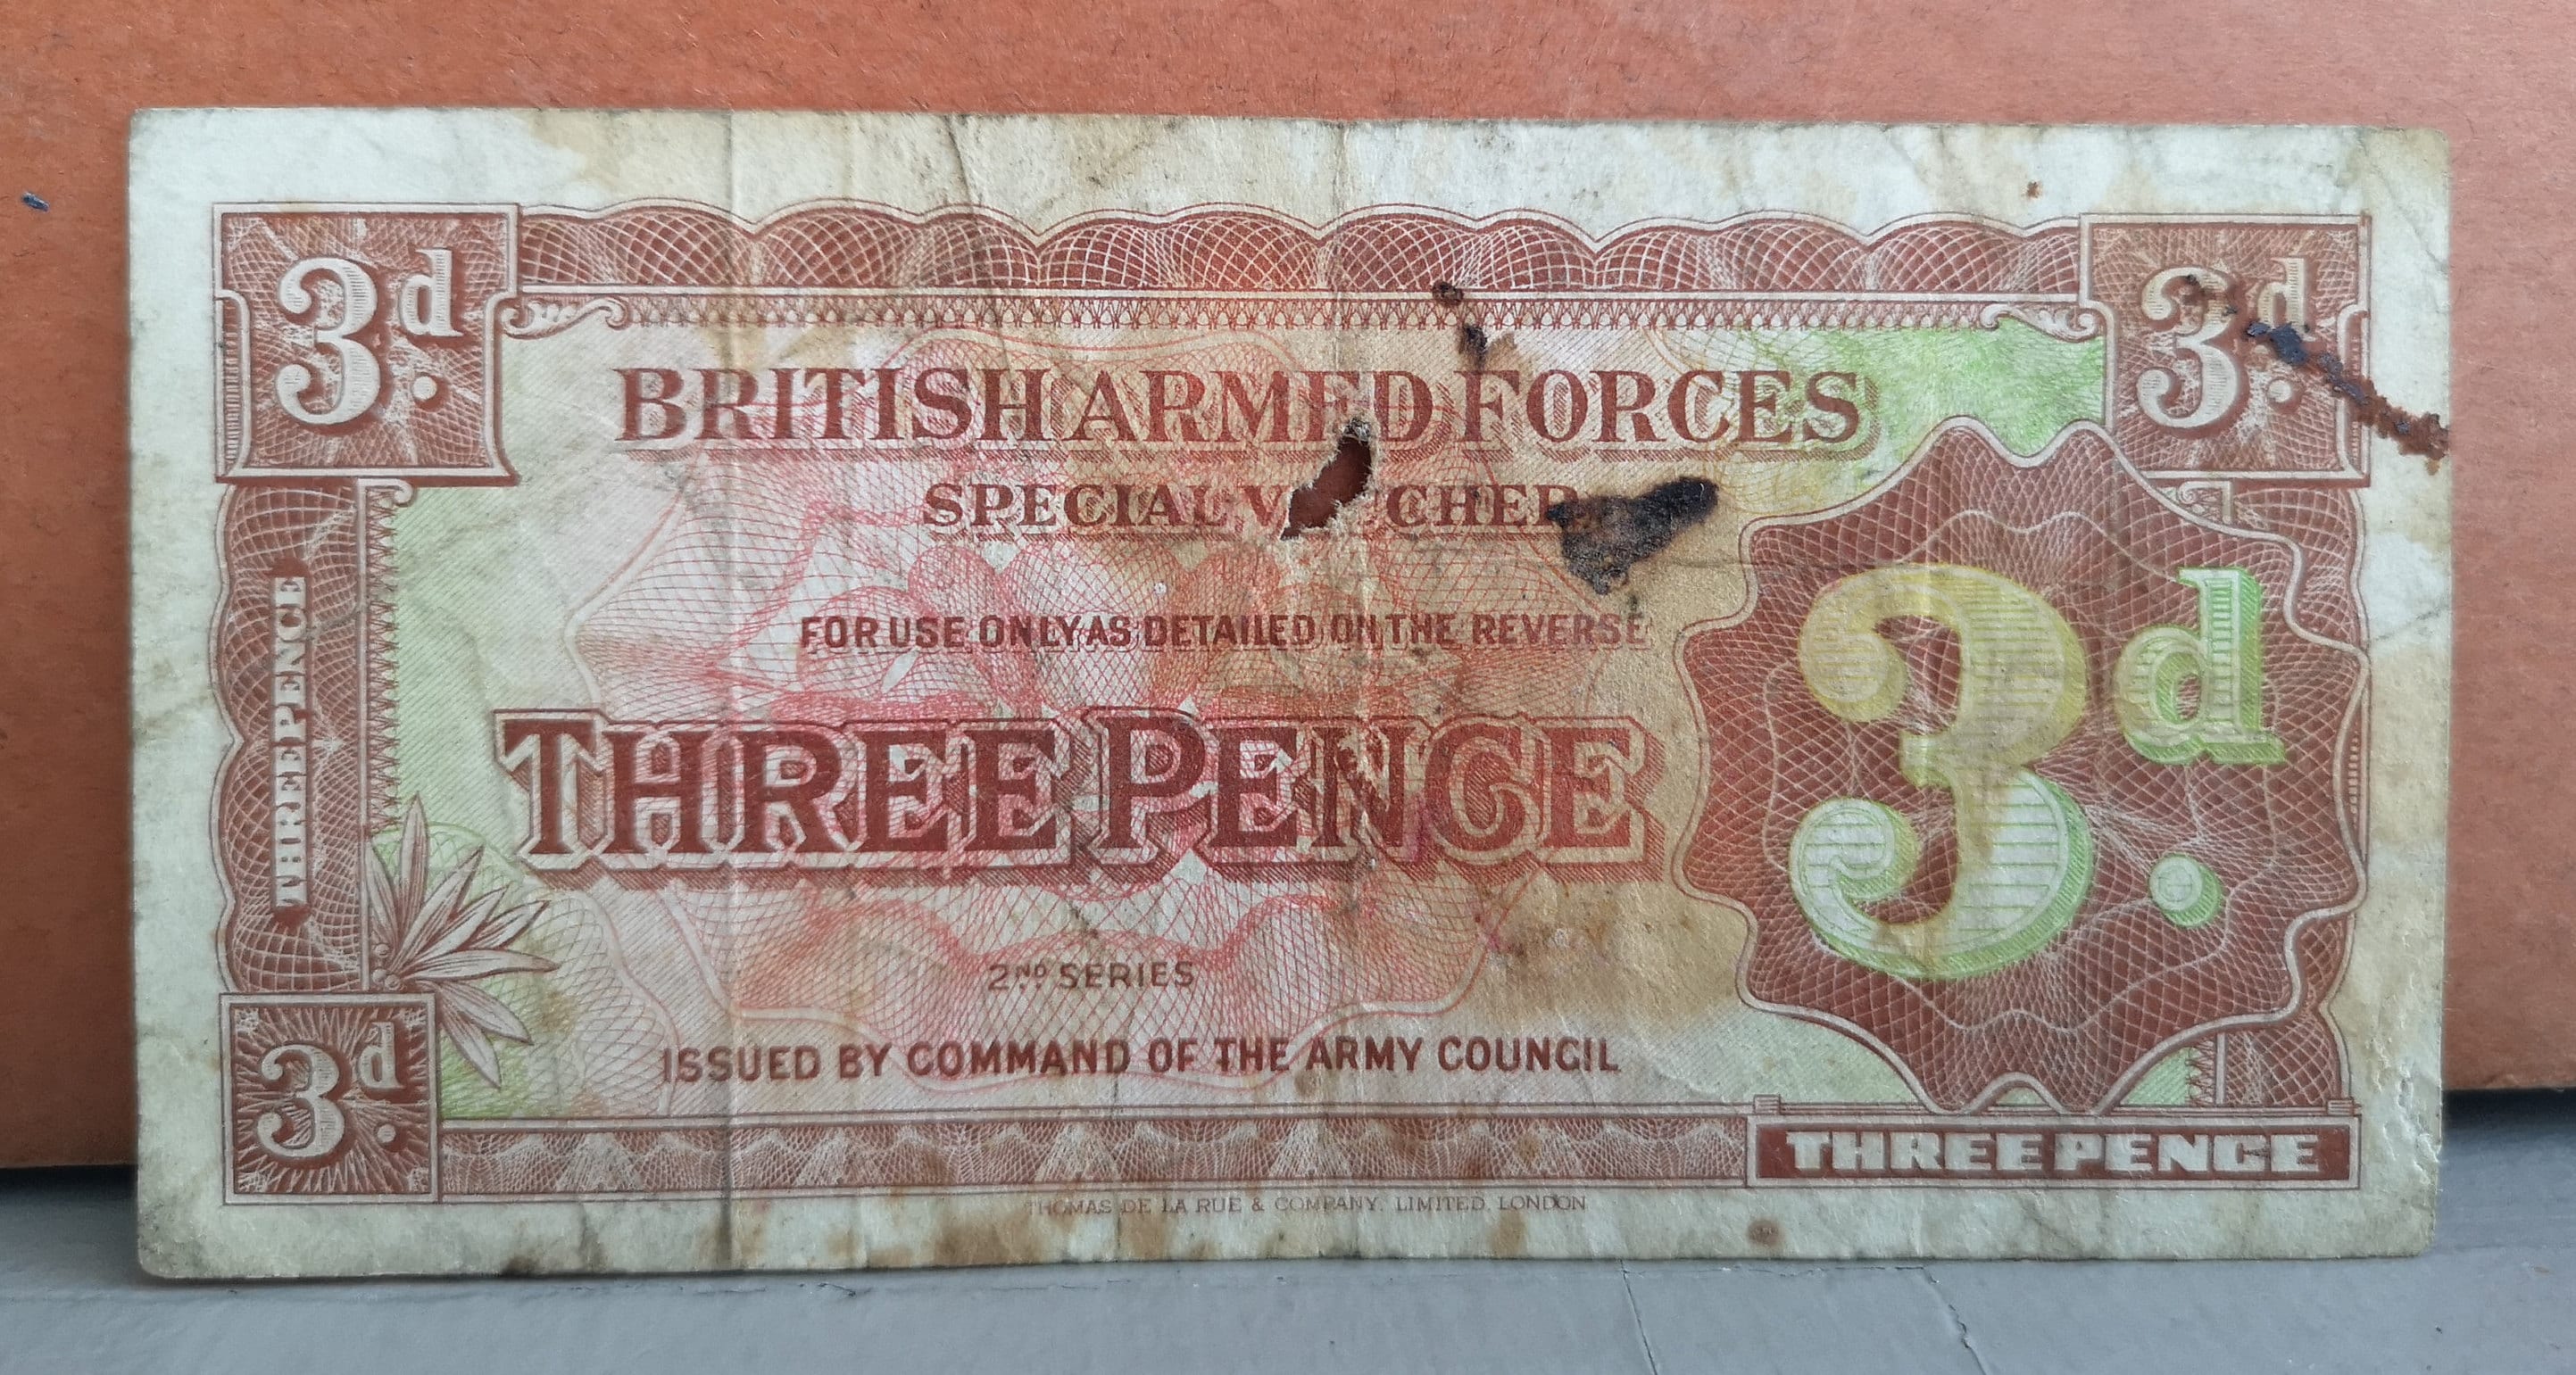 3d.
3d.
BRITISH ARMED FORCES
SPECIAL
FOR USE ONLY AS DETAILED ON THE REVERSE
THREEPENCE
3d.
THREE PENCE
2ND SERIES
ISSUED BY COMMAND OF THE ARMY COUNCIL
3d.
THREEPENCE
THOMAS DE LA RUE & COMPANY, LIMITED, LONDON